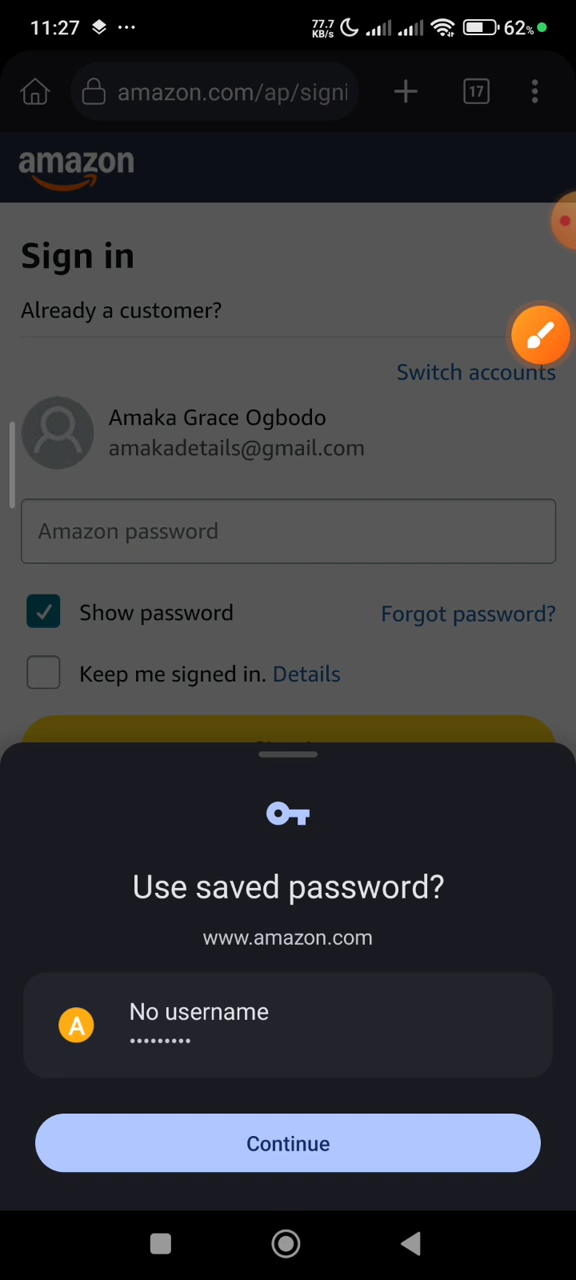 11:27
77.7 KB/s
62%
amazon.com/ap/signi
17
amazon
Sign in
Already a customer?
Switch accounts
Amaka Grace Ogbodo
amakadetails@gmail.com
Amazon password
Show password
Forgot password?
Keep me signed in. Details
Use saved password?
www.amazon.com
A
No username
•••••••••
Continue